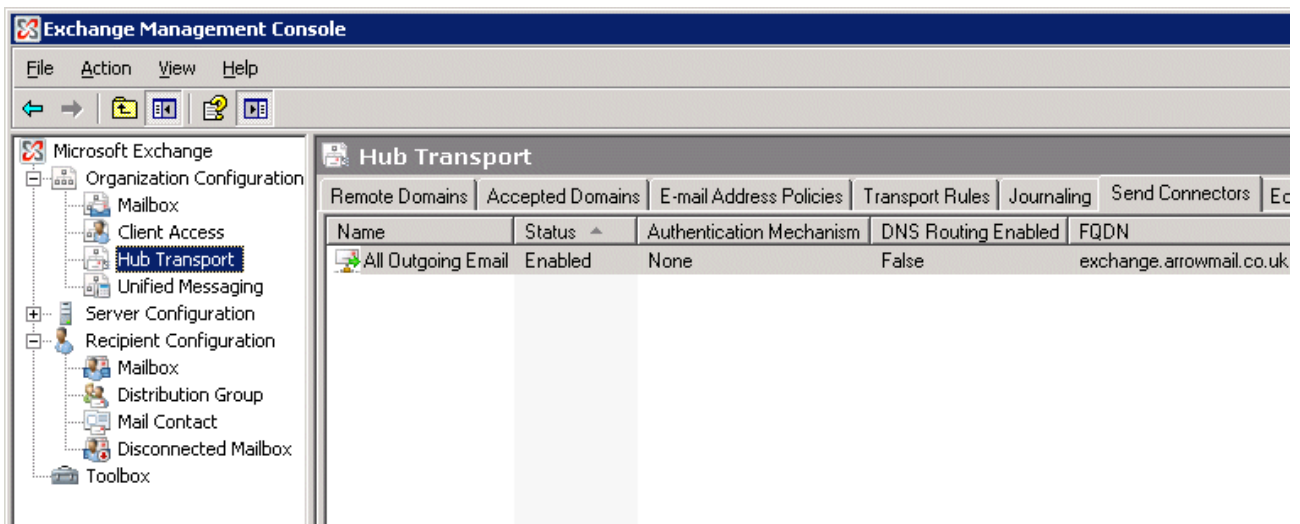 Exchange Management Console
File Action View Help
Microsoft Exchange
Organization Configuration
Mailbox
Client Access
Hub Transport
Unified Messaging
Server Configuration
Recipient Configuration
Mailbox
Distribution Group
Mail Contact
Disconnected Mailbox
Toolbox
Hub Transport
Remote Domains Accepted Domains E-mail Address Policies Transport Rules Journaling Send Connectors
Name Status Authentication Mechanism DNS Routing Enabled FQDN
All Outgoing Email Enabled None False exchange.arrowmail.co.uk